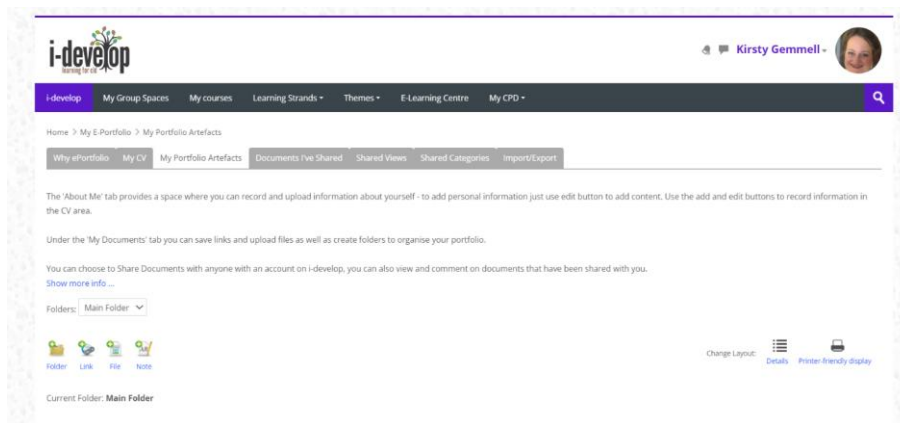 i-develop
learning for eld
Kirsty Gemmell
i-develop My Group Spaces My courses Learning Strands Themes E-Learning Centre My CPD
Home > My E-Portfolio > My Portfolio Artefacts
Why ePortfolio My CV My Portfolio Artefacts Documents I've Shared Shared Views Shared Categories Import/Export
The 'About Me' tab provides a space where you can record and upload information about yourself - to add personal information just use edit button to add content. Use the add and edit buttons to record information in
the CV area.
Under the 'My Documents' tab you can save links and upload files as well as create folders to organise your portfolio.
You can choose to Share Documents with anyone with an account on i-develop, you can also view and comment on documents that have been shared with you.
Show more info ...
Folders: Main Folder
Folder Link File Note
Change Layout: Details Printer-friendly display
Current Folder: Main Folder